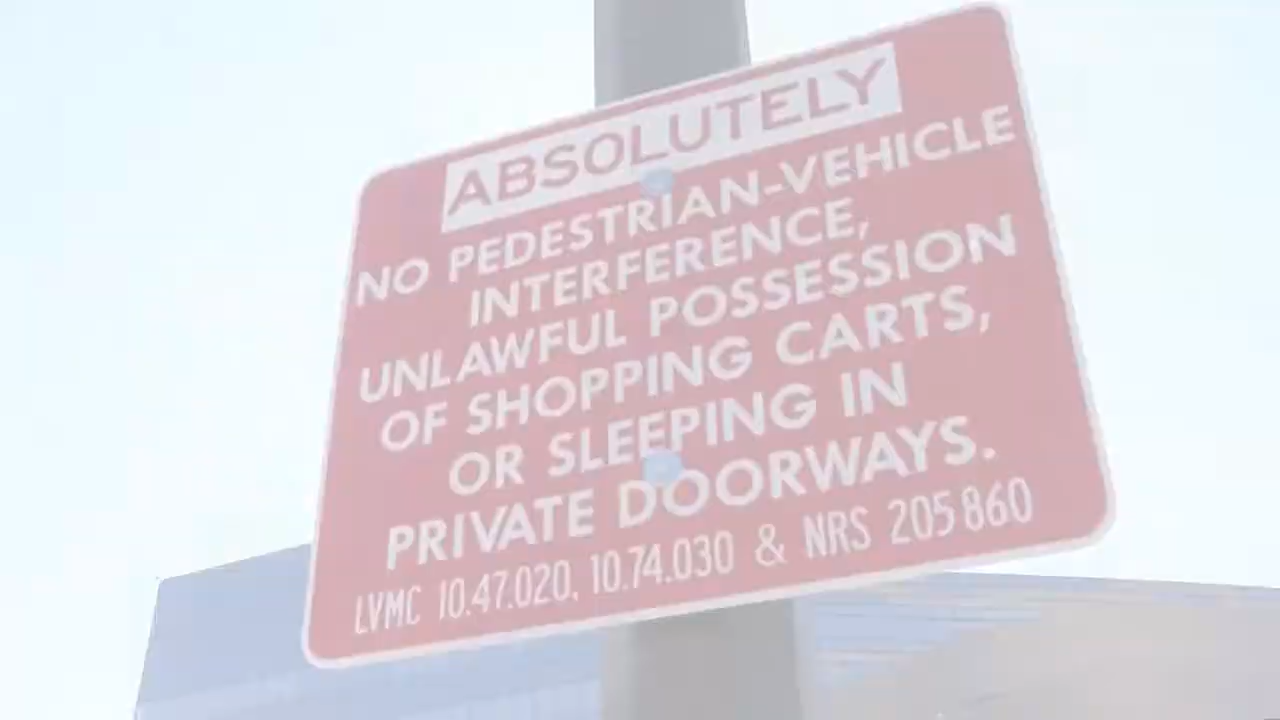 ABSOLUTELY
NO PEDESTRIAN-VEHICLE
INTERFERENCE,
UNLAWFUL POSSESSION
OF SHOPPING CARTS,
OR SLEEPING IN
PRIVATE DOORWAYS.
LVMC 10.47.020, 10.74.030 & NRS 205 860